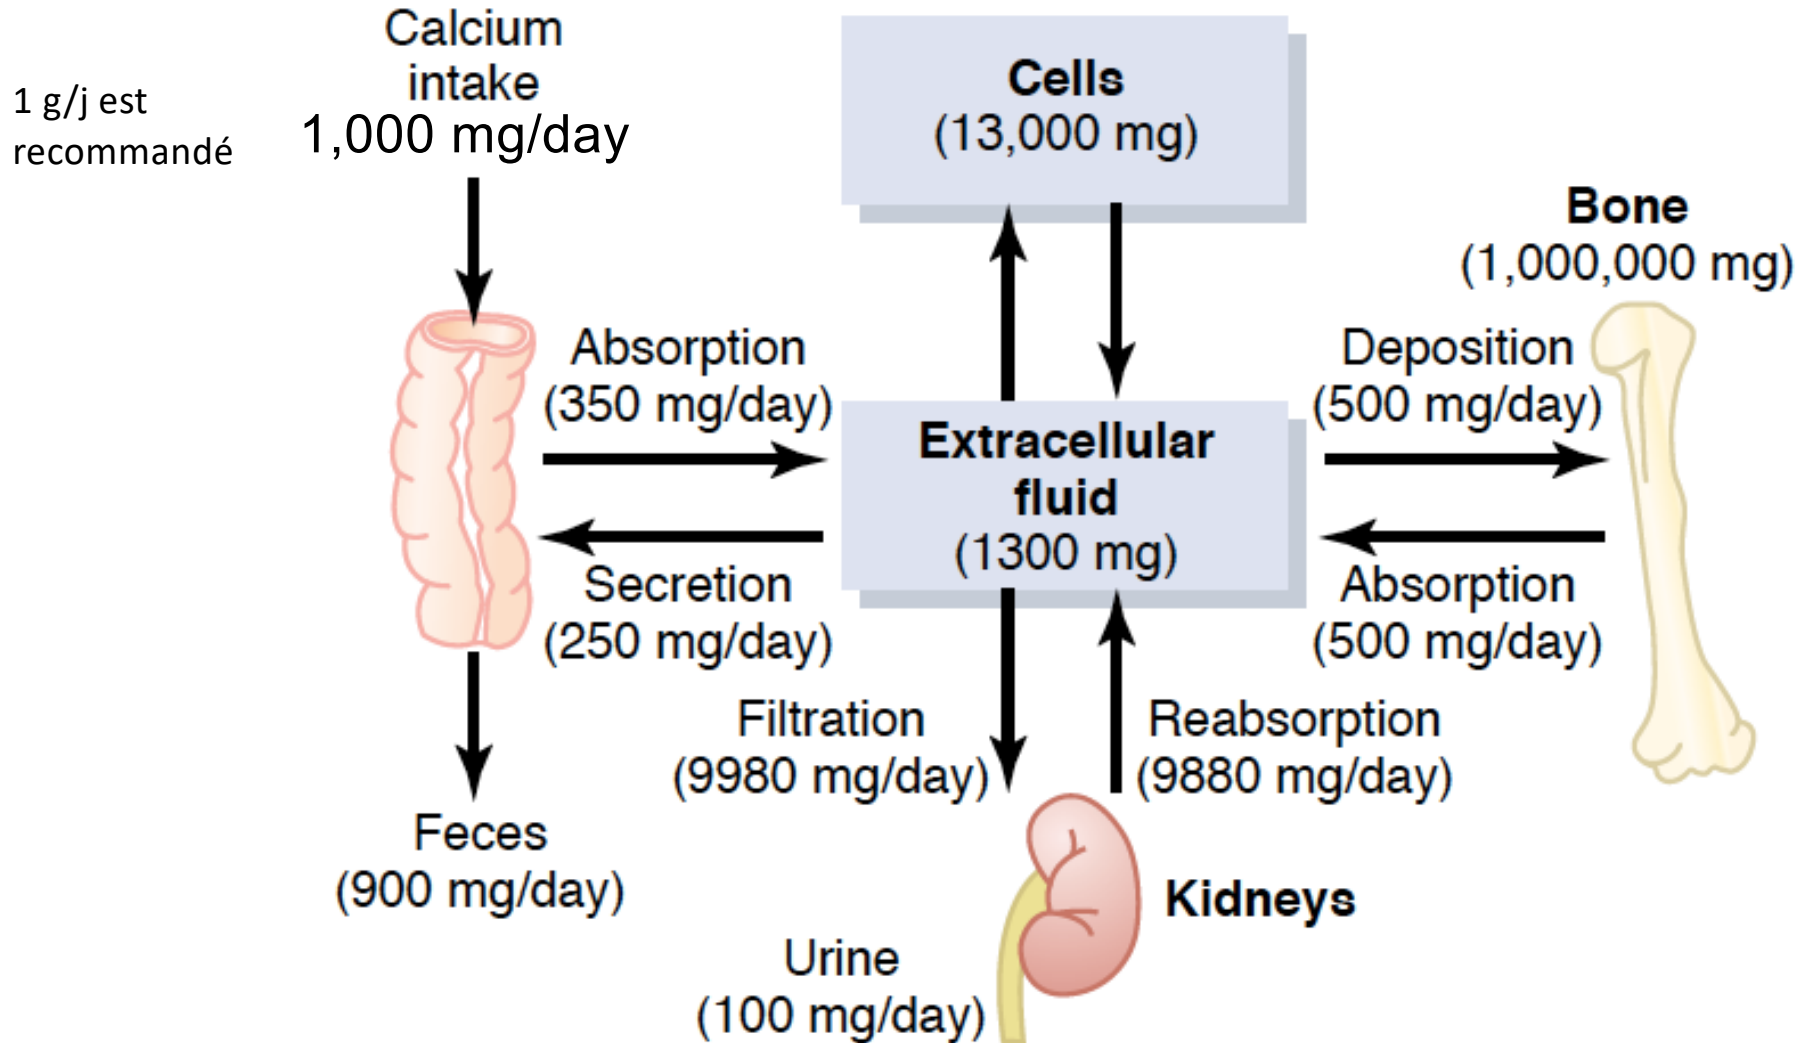 Calcium
intake
1,000 mg/day
1 g/j est
recommandé
Cells
(13,000 mg)
Bone
(1,000,000 mg)
Absorption
(350 mg/day)
Deposition
(500 mg/day)
Extracellular
fluid
(1300 mg)
Secretion
(250 mg/day)
Absorption
(500 mg/day)
Filtration
(9980 mg/day)
Reabsorption
(9880 mg/day)
Feces
(900 mg/day)
Kidneys
Urine
(100 mg/day)